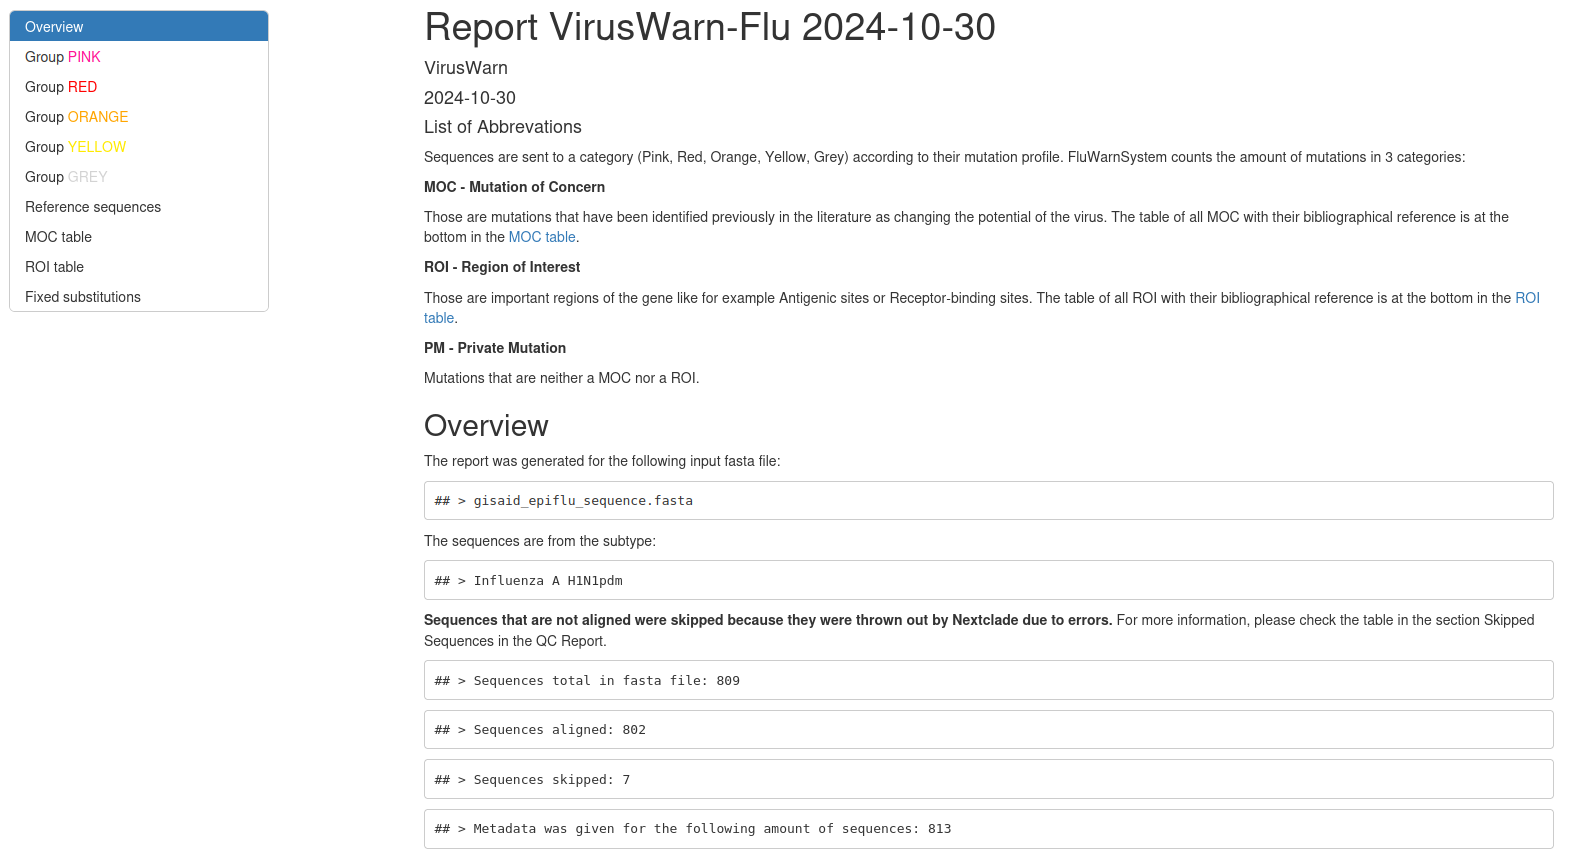 Overview
Group PINK
Group RED
Group ORANGE
Group YELLOW
Group GREY
Reference sequences
MOC table
ROI table
Fixed substitutions
Report VirusWarn-Flu 2024-10-30
VirusWarn
2024-10-30
List of Abbrevations
Sequences are sent to a category (Pink, Red, Orange, Yellow, Grey) according to their mutation profile. FluWarnSystem counts the amount of mutations in 3 categories:
MOC - Mutation of Concern
Those are mutations that have been identified previously in the literature as changing the potential of the virus. The table of all MOC with their bibliographical reference is at the
bottom in the MOC table.
ROI - Region of Interest
Those are important regions of the gene like for example Antigenic sites or Receptor-binding sites. The table of all ROI with their bibliographical reference is at the bottom in the ROI
table.
PM - Private Mutation
Mutations that are neither a MOC nor a ROI.
Overview
The report was generated for the following input fasta file:
## > gisaid_epiflu_sequence.fasta
The sequences are from the subtype:
## > Influenza A H1N1pdm
Sequences that are not aligned were skipped because they were thrown out by Nextclade due to errors. For more information, please check the table in the section Skipped
Sequences in the QC Report.
## > Sequences total in fasta file: 809
## > Sequences aligned: 802
## > Sequences skipped: 7
## > Metadata was given for the following amount of sequences: 813